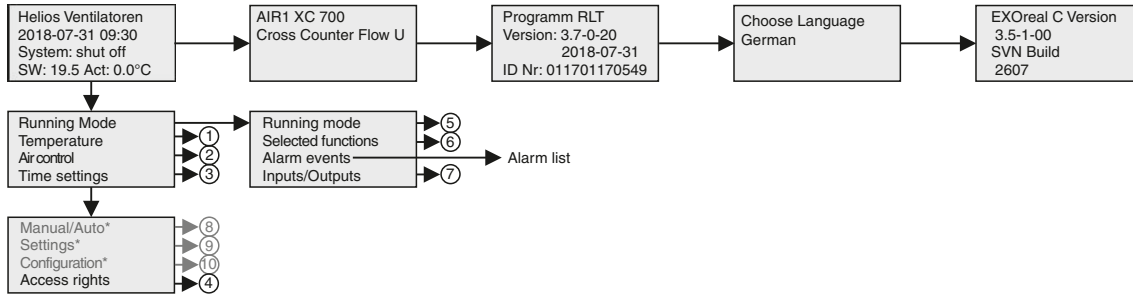 Helios Ventilatoren
2018-07-31 09:30
System: shut off
SW: 19.5 Act: 0.0°C
AIR1 XC 700
Cross Counter Flow U
Programm RLT
Version: 3.7-0-20
2018-07-31
ID Nr: 011701170549
Choose Language
German
EXOreal C Version
3.5-1-00
SVN Build
2607
Running Mode
Temperature
Air control
Time settings
1
2
3
Running mode
Selected functions
Alarm events
Inputs/Outputs
5
6
Alarm list
7
Manual/Auto*
Settings*
Configuration*
Access rights
8
9
10
4